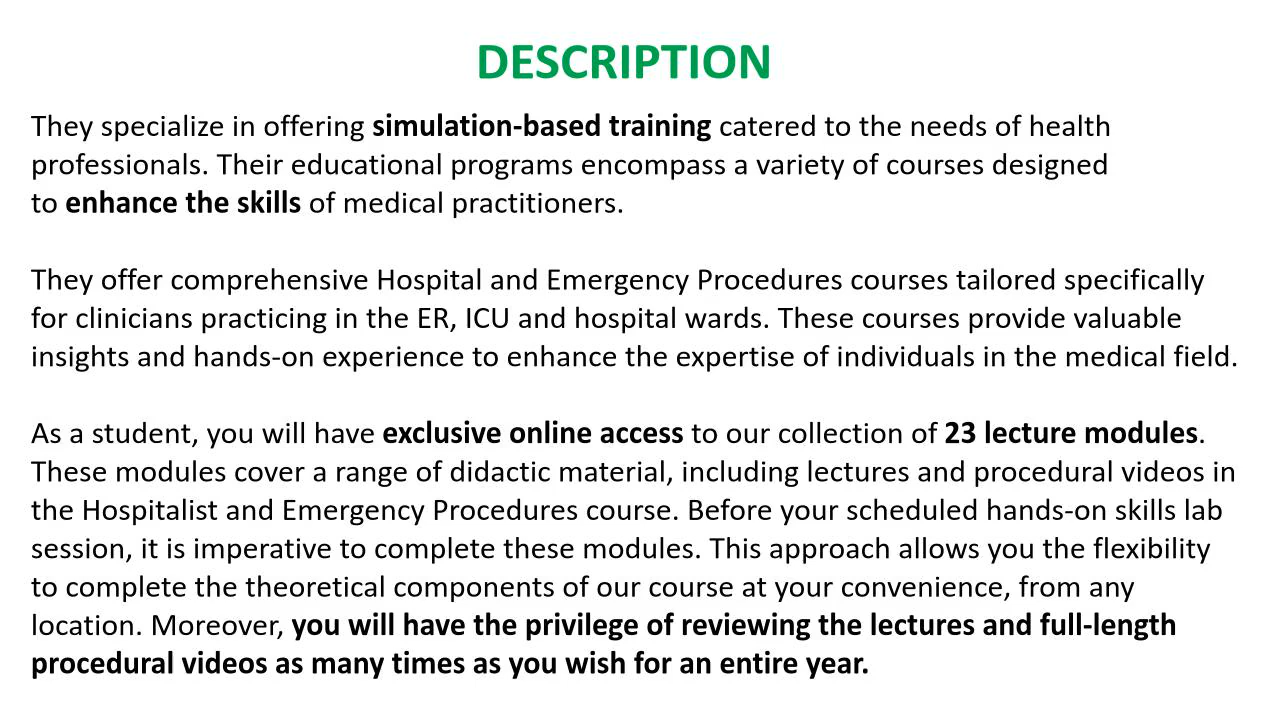 DESCRIPTION
They specialize in offering simulation-based training catered to the needs of health
professionals. Their educational programs encompass a variety of courses designed
to enhance the skills of medical practitioners.
They offer comprehensive Hospital and Emergency Procedures courses tailored specifically
for clinicians practicing in the ER, ICU and hospital wards. These courses provide valuable
insights and hands-on experience to enhance the expertise of individuals in the medical field.
As a student, you will have exclusive online access to our collection of 23 lecture modules.
These modules cover a range of didactic material, including lectures and procedural videos in
the Hospitalist and Emergency Procedures course. Before your scheduled hands-on skills lab
session, it is imperative to complete these modules. This approach allows you the flexibility
to complete the theoretical components of our course at your convenience, from any
location. Moreover, you will have the privilege of reviewing the lectures and full-length
procedural videos as many times as you wish for an entire year.